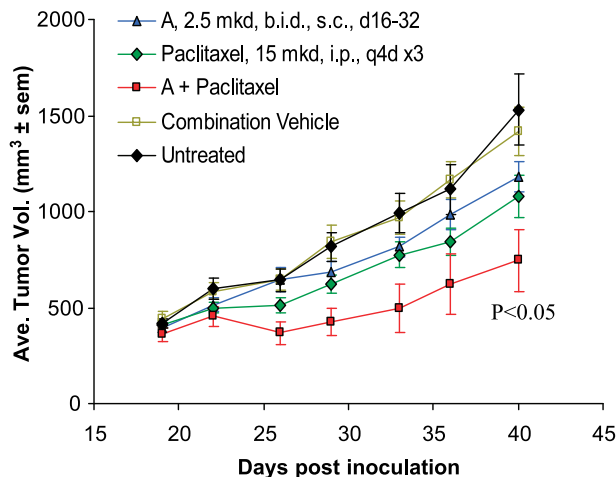 A, 2.5 mkd, b.i.d., s.c., d16-32
Paclitaxel, 15 mkd, i.p., q4d x3
A + Paclitaxel
Combination Vehicle
Untreated
Ave. Tumor Vol. (mm³ ± sem)
2000
1500
1000
500
0
P<0.05
15 20 25 30 35 40 45
Days post inoculation